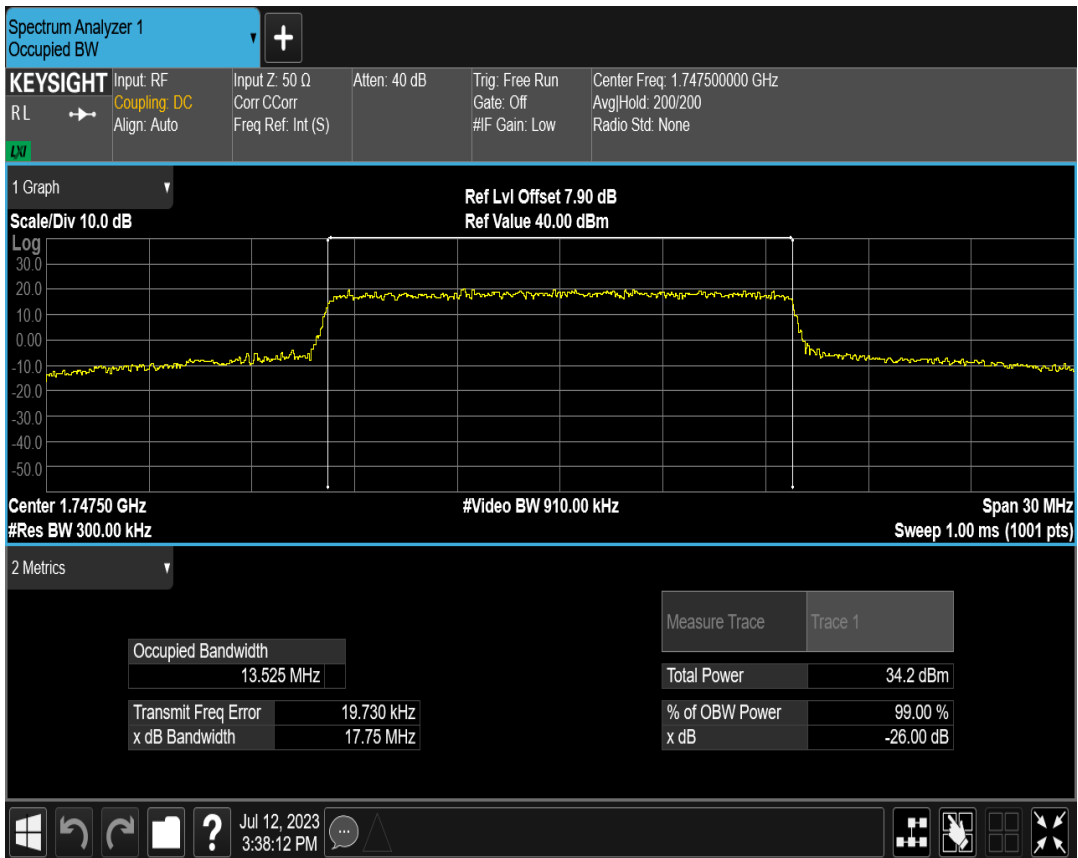 Spectrum Analyzer 1
Occupied BW
KEYSIGHT
RL
LXI
Input: RF
Coupling: DC
Align: Auto
Input Z: 50 Ω
Corr CCorr
Freq Ref: Int (S)
Atten: 40 dB
Trig: Free Run
Gate: Off
#IF Gain: Low
Center Freq: 1.747500000 GHz
Avg|Hold: 200/200
Radio Std: None
1 Graph
Scale/Div 10.0 dB
Ref Lvl Offset 7.90 dB
Ref Value 40.00 dBm
Log
30.0
20.0
10.0
0.00
-10.0
-20.0
-30.0
-40.0
-50.0
Center 1.74750 GHz
#Video BW 910.00 kHz
Span 30 MHz
#Res BW 300.00 kHz
Sweep 1.00 ms (1001 pts)
2 Metrics
Occupied Bandwidth
13.525 MHz
Transmit Freq Error 19.730 kHz
x dB Bandwidth 17.75 MHz
Measure Trace Trace 1
Total Power 34.2 dBm
% of OBW Power 99.00 %
x dB -26.00 dB
?
Jul 12, 2023
3:38:12 PM